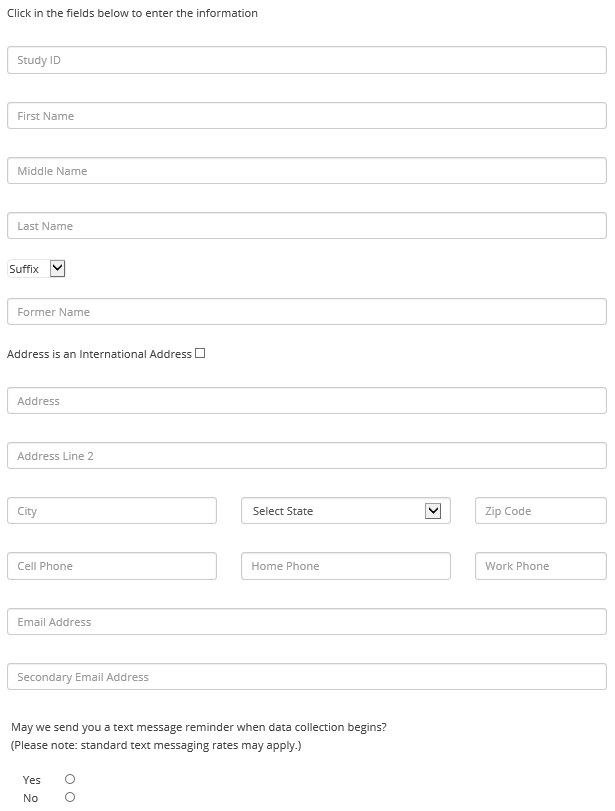 Click in the fields below to enter the information
Study ID
First Name
Middle Name
Last Name
Suffix
Former Name
Address is an International Address
Address
Address Line 2
City Select State Zip Code
Cell Phone Home Phone Work Phone
Email Address
Secondary Email Address
May we send you a text message reminder when data collection begins?
(Please note: standard text messaging rates may apply.)
Yes
No